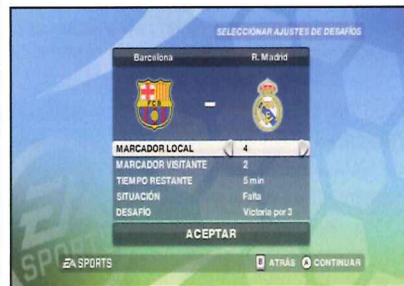 SELECCIONAR AJUSTES DE DESAFÍOS
Barcelona R. Madrid
FCB
-
MARCADOR LOCAL 4
MARCADOR VISITANTE 2
TIEMPO RESTANTE 5 min
SITUACIÓN Falta
DESAFÍO Victoria por 3
ACEPTAR
EA SPORTS B ATRÁS A CONTINUAR